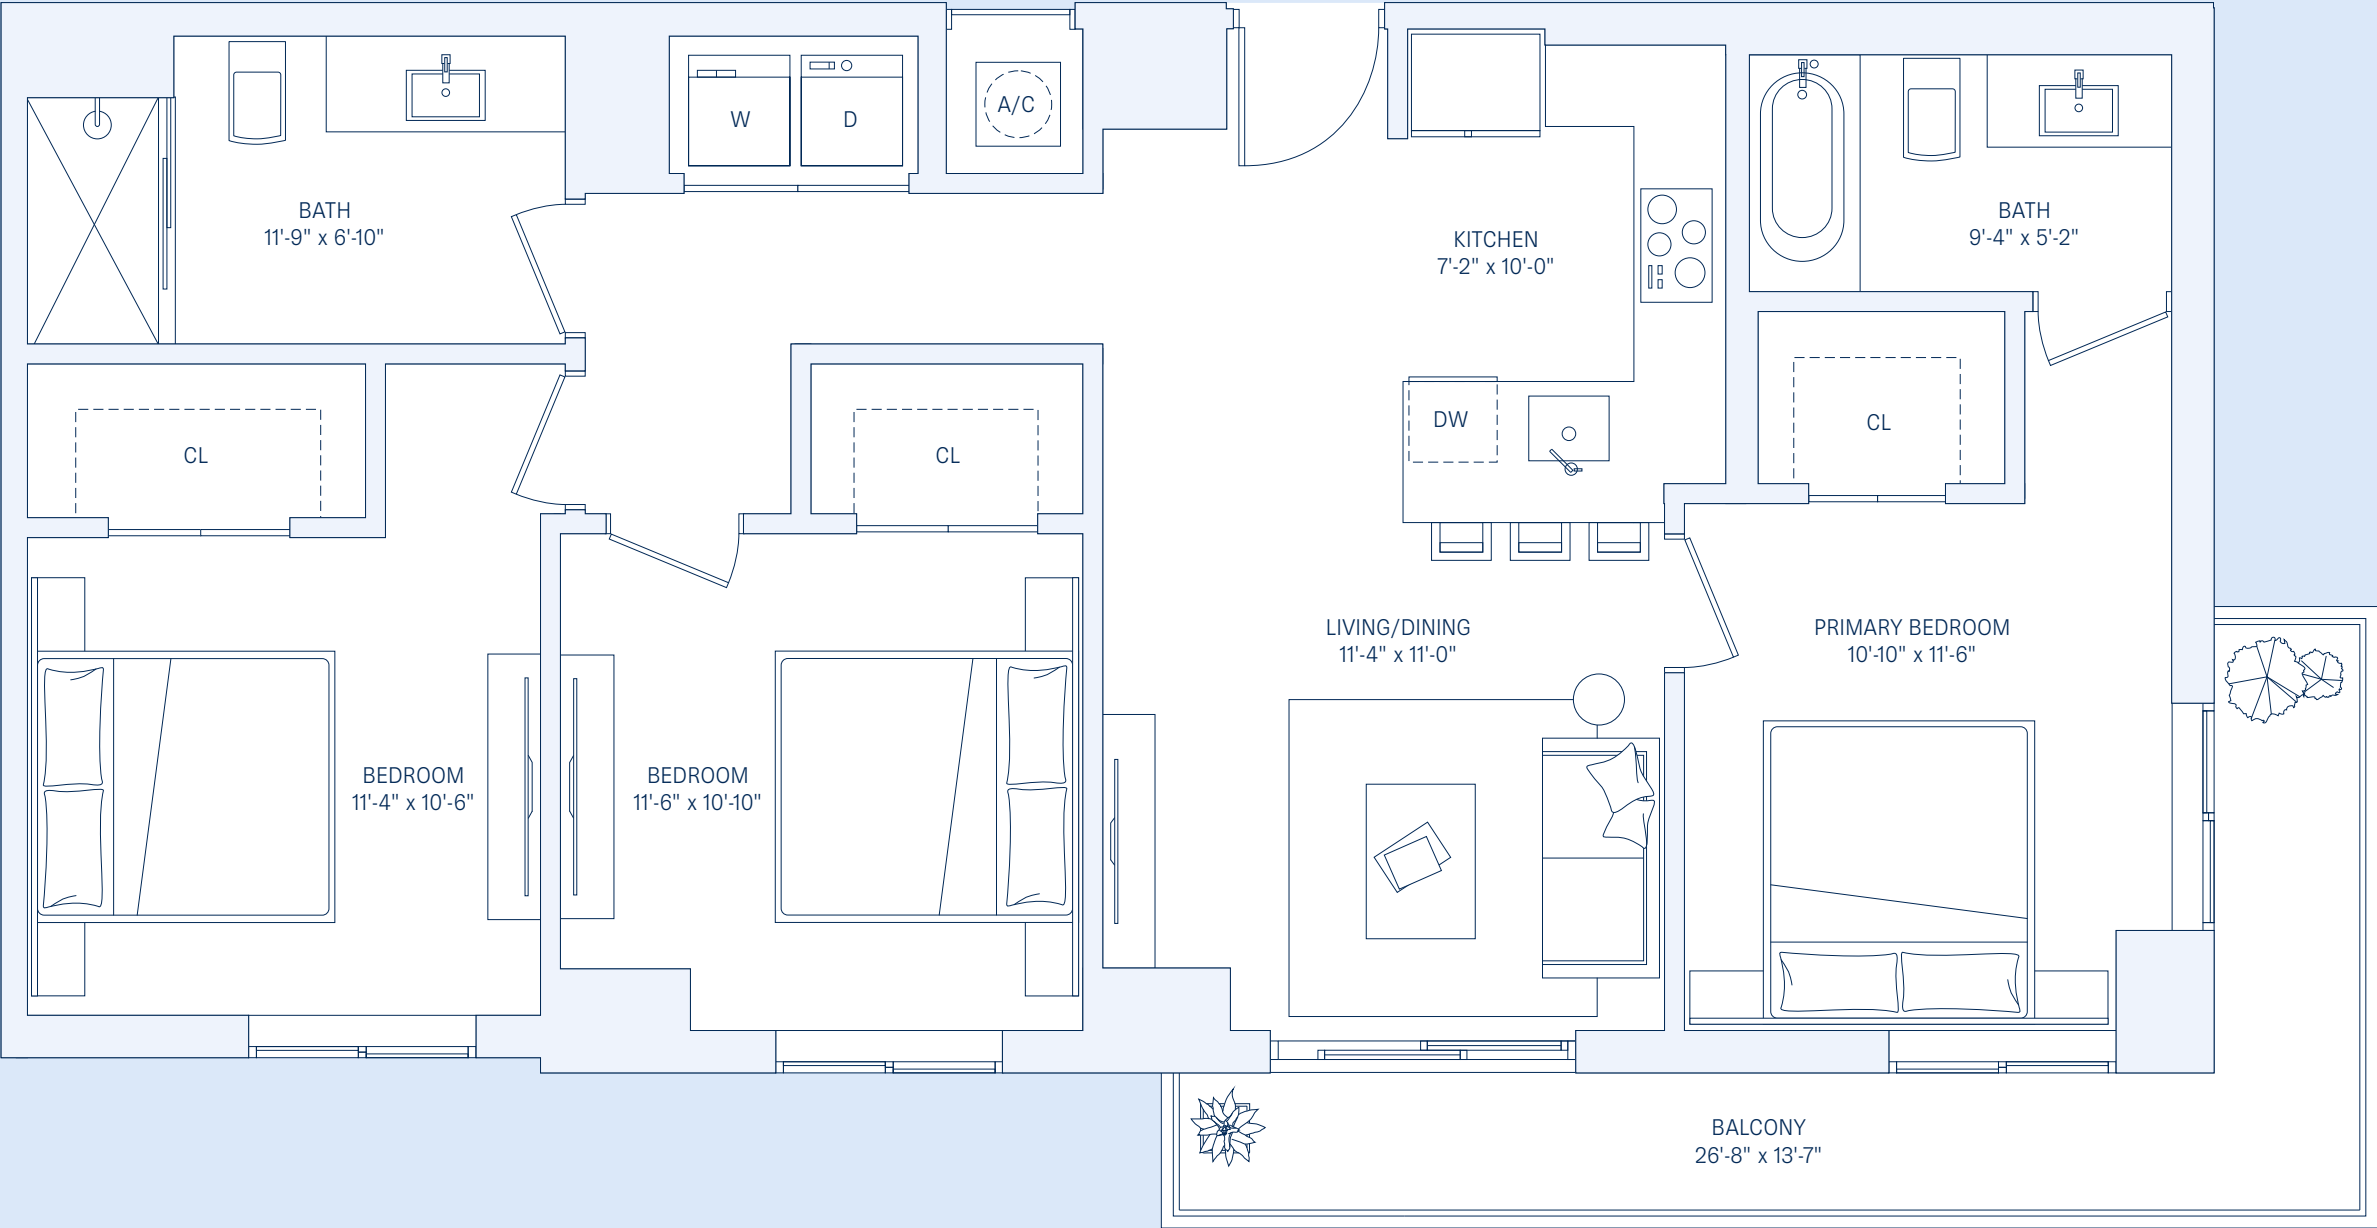 W
D
A/C
BATH
11'-9" x 6'-10"
KITCHEN
7'-2" x 10'-0"
BATH
9'-4" x 5'-2"
CL
CL
DW
CL
LIVING/DINING
11'-4" x 11'-0"
PRIMARY BEDROOM
10'-10" x 11'-6"
BEDROOM
11'-4" x 10'-6"
BEDROOM
11'-6" x 10'-10"
BALCONY
26'-8" x 13'-7"